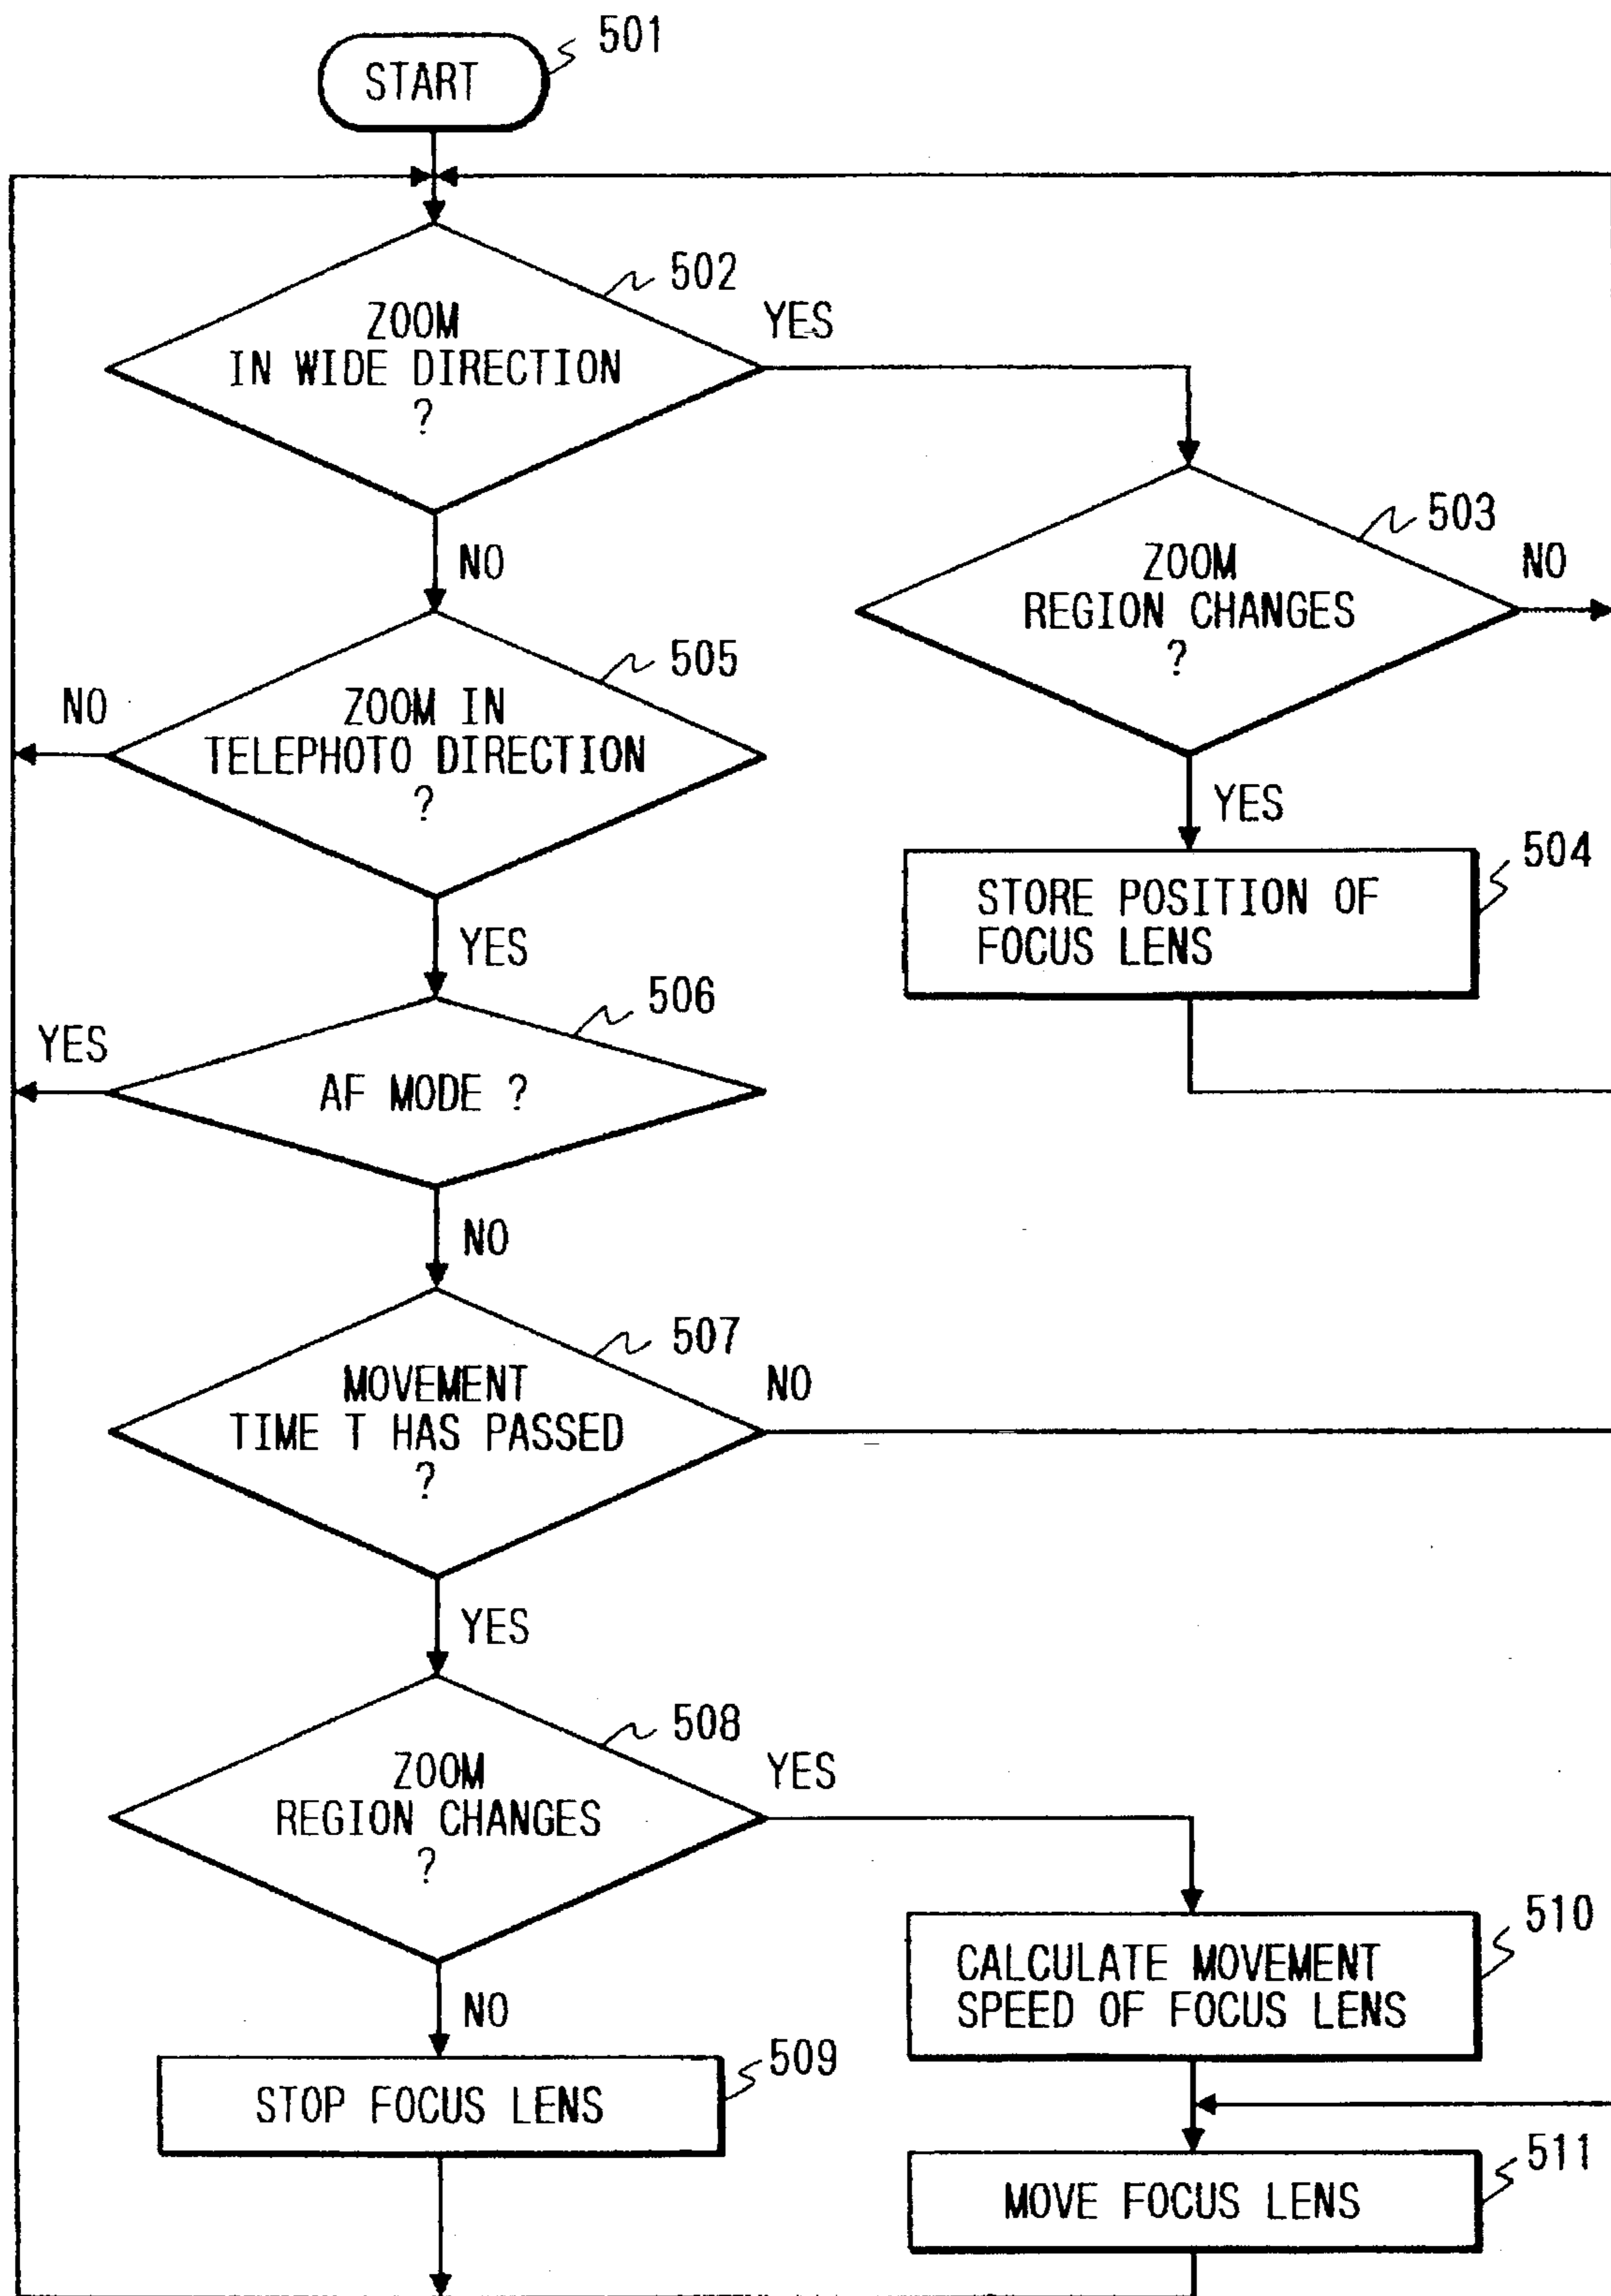 501
START
502
ZOOM
IN WIDE DIRECTION
?
YES
NO
503
ZOOM
REGION CHANGES
?
NO
YES
504
STORE POSITION OF
FOCUS LENS
505
ZOOM IN
TELEPHOTO DIRECTION
?
NO
YES
506
AF MODE ?
YES
NO
507
MOVEMENT
TIME T HAS PASSED
?
NO
YES
508
ZOOM
REGION CHANGES
?
YES
NO
509
STOP FOCUS LENS
510
CALCULATE MOVEMENT
SPEED OF FOCUS LENS
511
MOVE FOCUS LENS